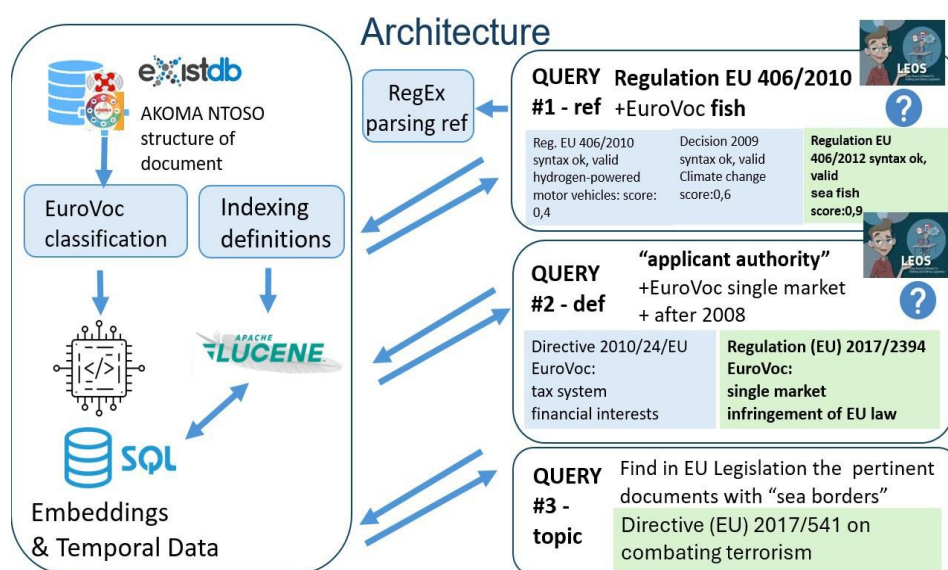 Architecture
existdb
AKOMA NTOSO
structure of
document
EuroVoc
classification
Indexing
definitions
APACHE
LUCENE
SQL
Embeddings
& Temporal Data
RegEx
parsing ref
QUERY
#1 - ref
Regulation EU 406/2010
+EuroVoc fish
LEOS
?
Reg. EU 406/2010
syntax ok, valid
hydrogen-powered
motor vehicles: score:
0,4
Decision 2009
syntax ok, valid
Climate change
score:0,6
Regulation EU
406/2012 syntax ok,
valid
sea fish
score:0,9
QUERY
#2 - def
“applicant authority”
+EuroVoc single market
+ after 2008
LEOS
?
Directive 2010/24/EU
EuroVoc:
tax system
financial interests
Regulation (EU) 2017/2394
EuroVoc:
single market
infringement of EU law
QUERY
#3 -
topic
Find in EU Legislation the pertinent
documents with “sea borders”
Directive (EU) 2017/541 on
combating terrorism